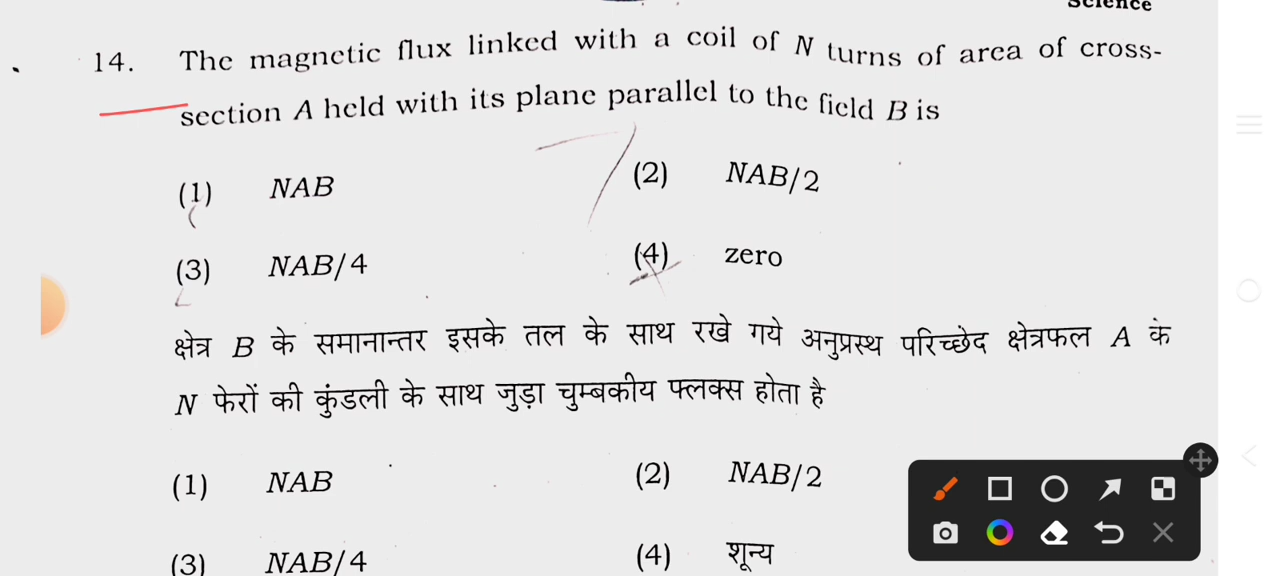 Science
14. The magnetic flux linked with a coil of N turns of area of cross-
section A held with its plane parallel to the field B is
(1) NAB (2) NAB/2
(3) NAB/4 (4) zero
क्षेत्र B के समानान्तर इसके तल के साथ रखे गये अनुप्रस्थ परिच्छेद क्षेत्रफल A के
N फेरों की कुंडली के साथ जुड़ा चुम्बकीय फ्लक्स होता है
(1) NAB (2) NAB/2
(3) NAB/4 (4) शून्य